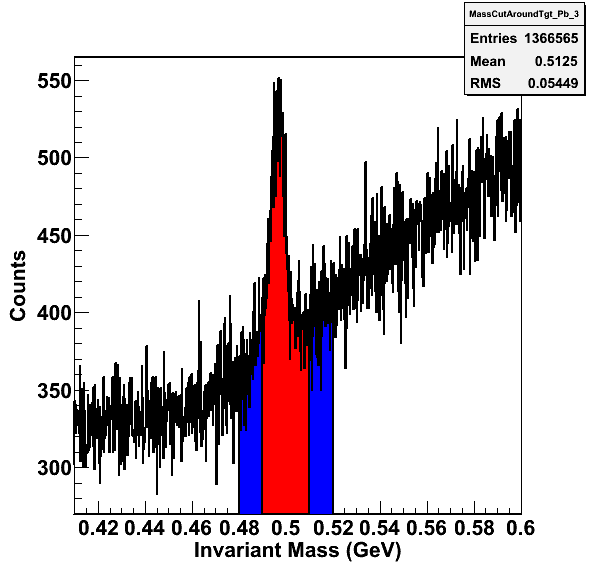 MassCutAroundTgt_Pb_3
Entries 1366565
Mean 0.5125
RMS 0.05449
550
500
450
400
350
300
Counts
0.42 0.44 0.46 0.48 0.5 0.52 0.54 0.56 0.58 0.6
Invariant Mass (GeV)